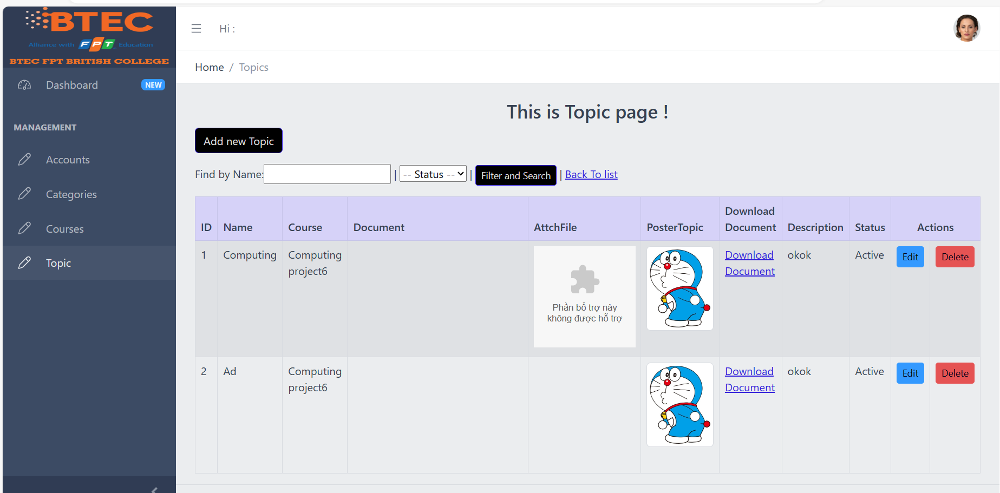 BTEC
Alliance with FPT Education
BTEC FPT BRITISH COLLEGE
Hi :
Home / Topics
Dashboard NEW
MANAGEMENT
Accounts
Categories
Courses
Topic
This is Topic page !
Add new Topic
Find by Name: | -- Status -- | Filter and Search | Back To list
ID Name Course Document AttchFile PosterTopic Download Document Description Status Actions
1 Computing Computing project6 Phần bỗ trợ này không được hỗ trợ Download Document okok Active Edit Delete
2 Ad Computing project6 Download Document okok Active Edit Delete